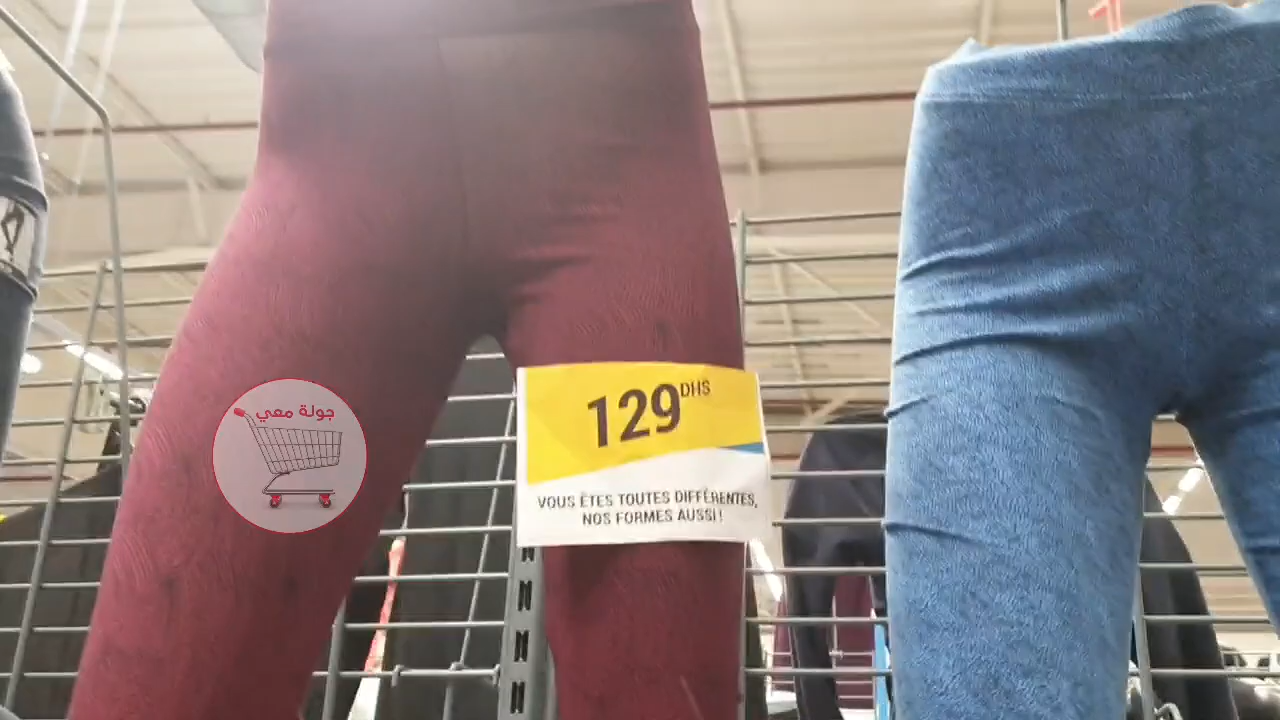 جولة معي
129 DHS
VOUS ÊTES TOUTES DIFFÉRENTES,
NOS FORMES AUSSI !